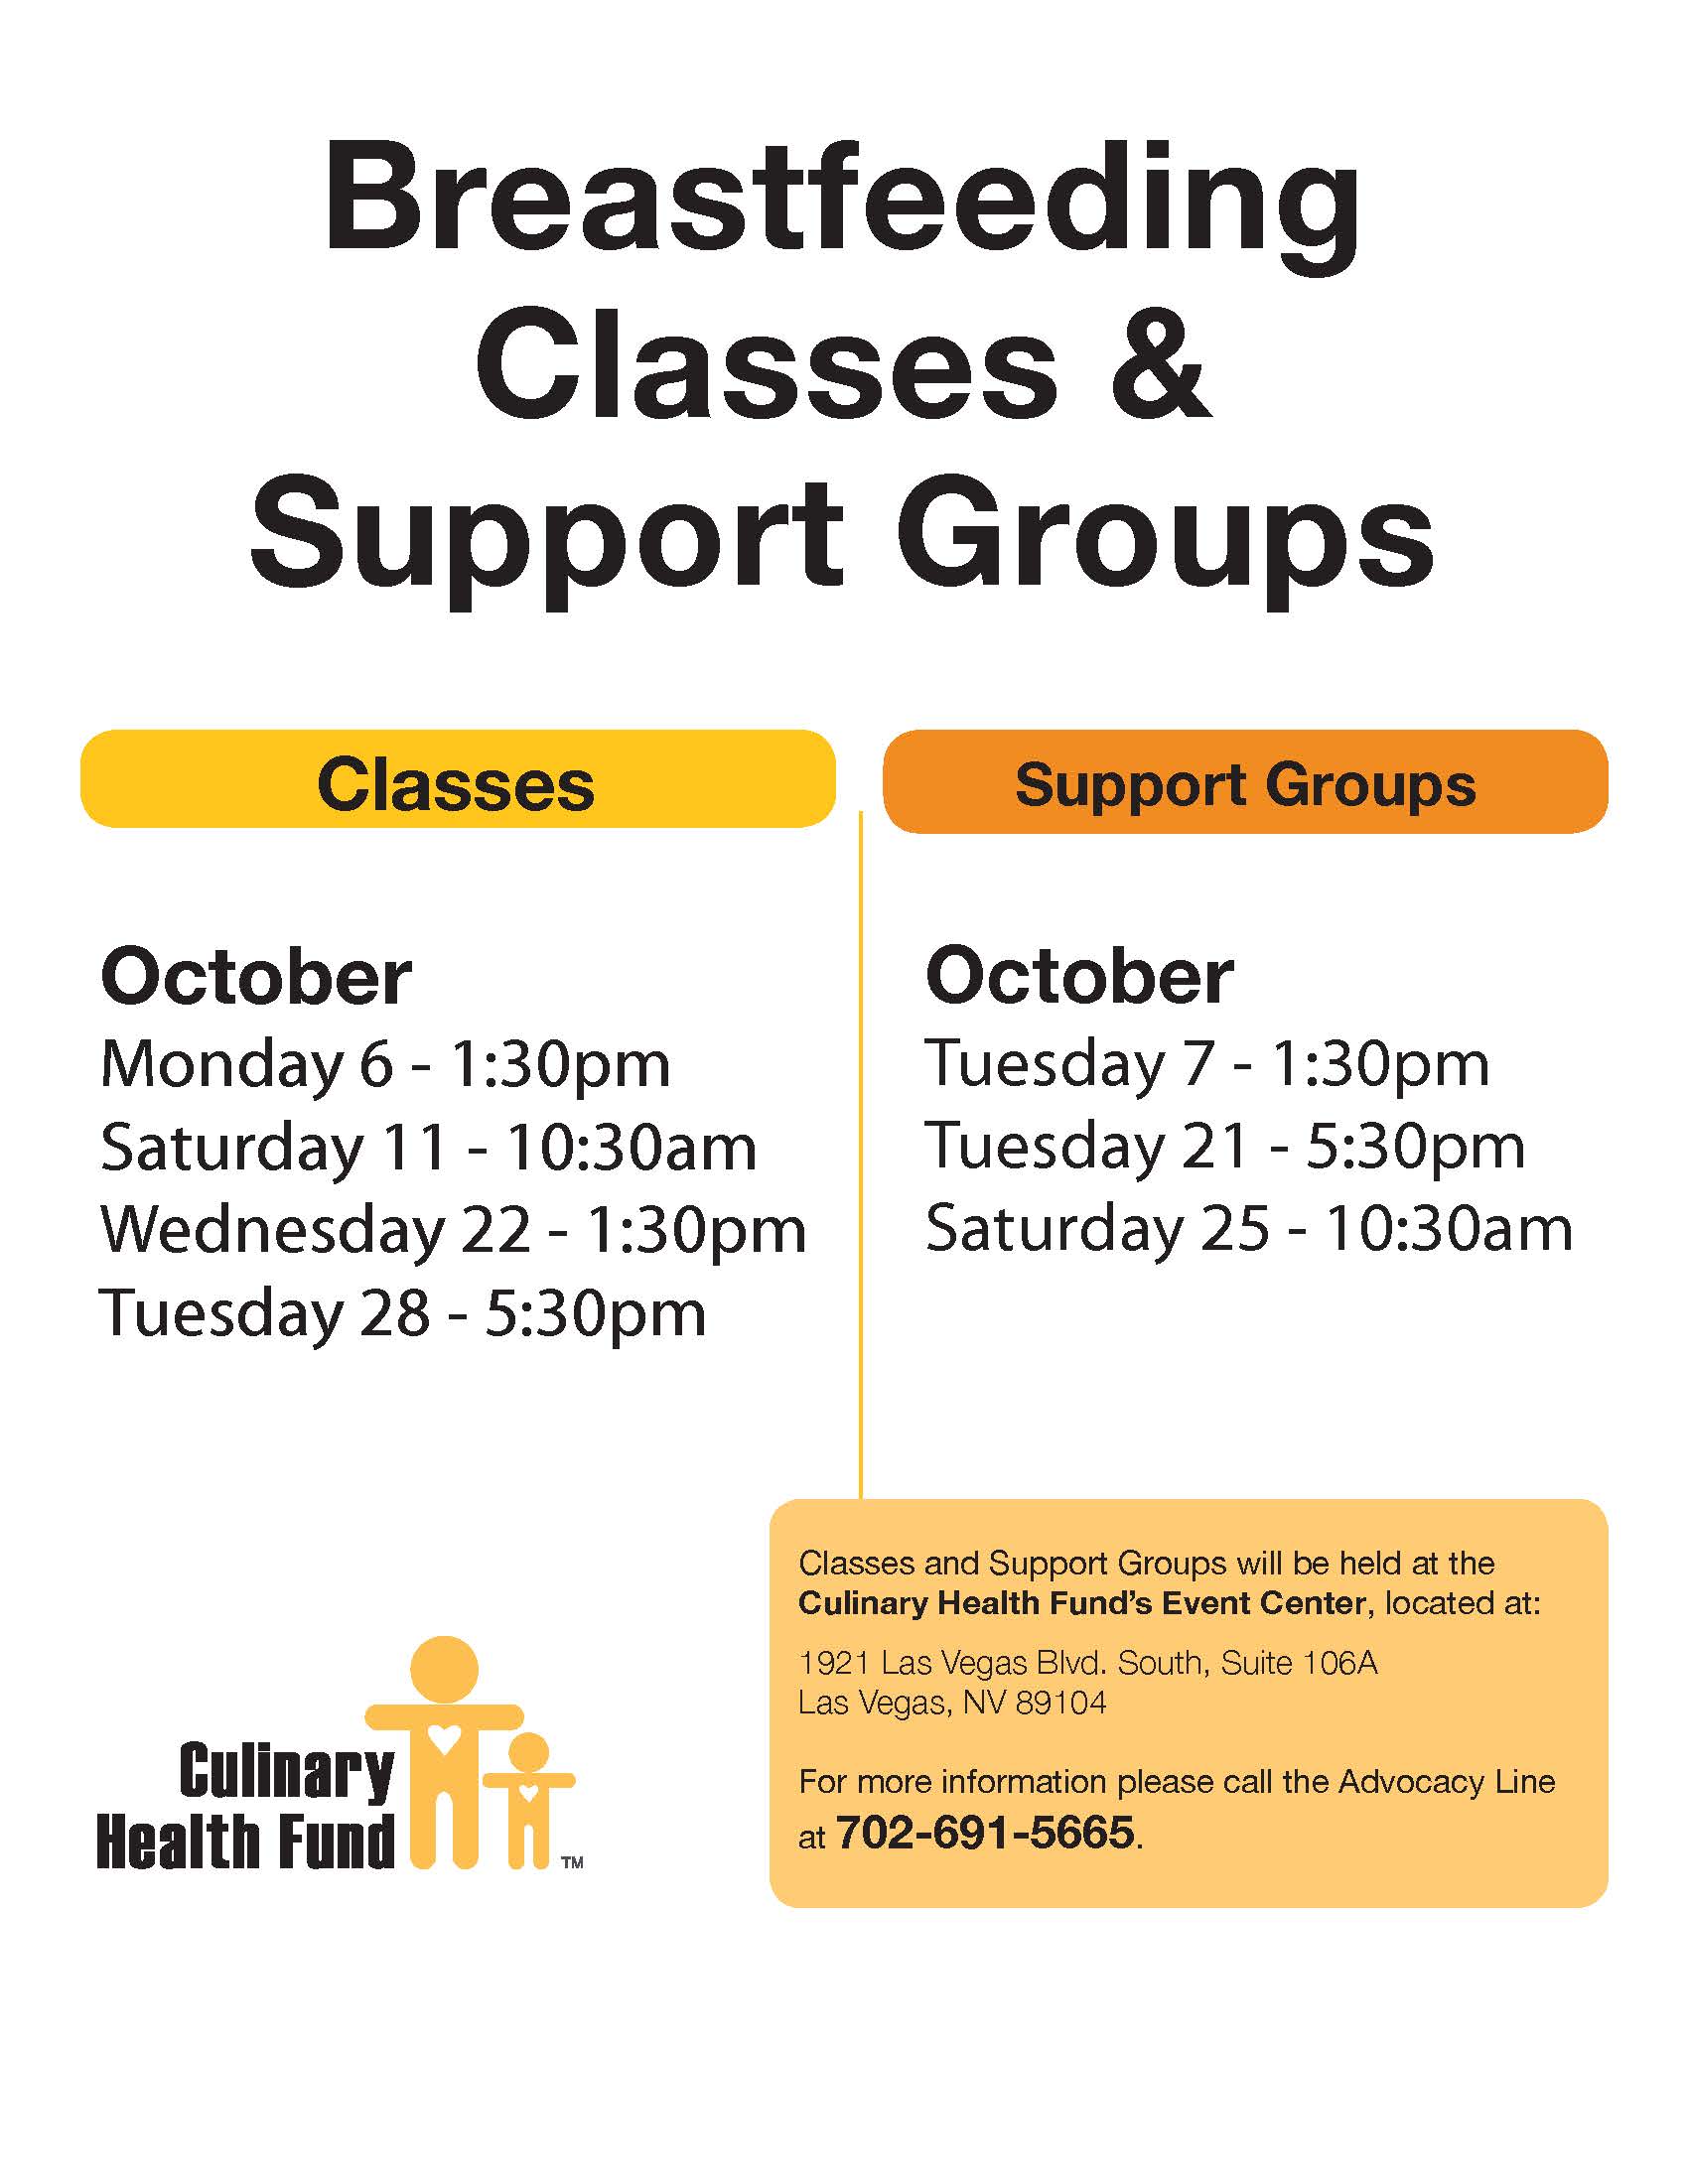 Breastfeeding
Classes &
Support Groups
Classes
October
Monday 6 - 1:30pm
Saturday 11 - 10:30am
Wednesday 22 - 1:30pm
Tuesday 28 - 5:30pm
Support Groups
October
Tuesday 7 - 1:30pm
Tuesday 21 - 5:30pm
Saturday 25 - 10:30am
Culinary
Health Fund
TM
Classes and Support Groups will be held at the
Culinary Health Fund’s Event Center, located at:
1921 Las Vegas Blvd. South, Suite 106A
Las Vegas, NV 89104
For more information please call the Advocacy Line
at 702-691-5665.